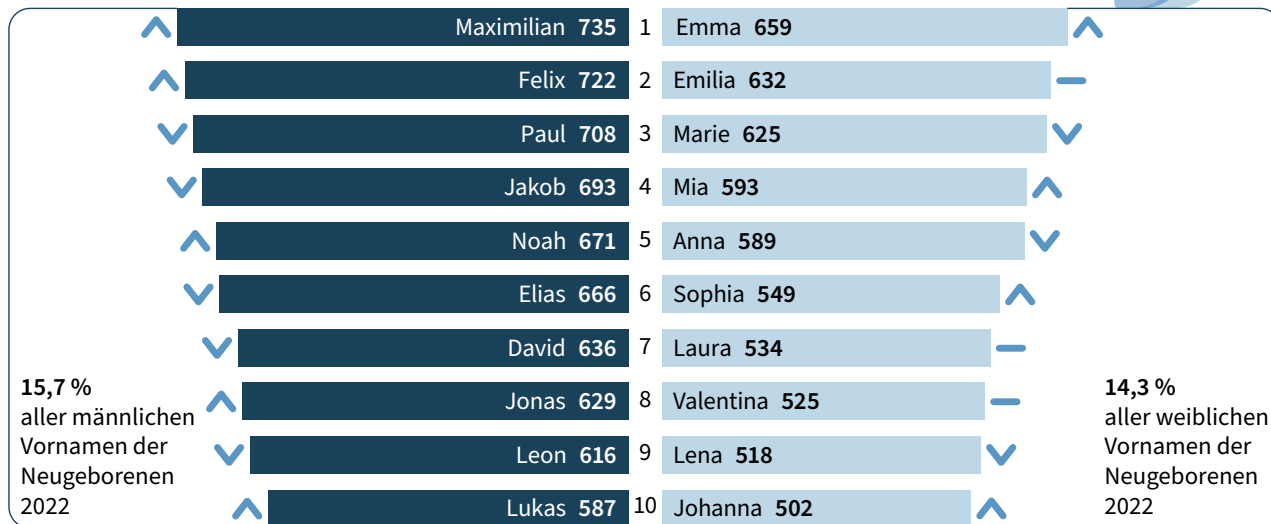 Maximilian 735 1 Emma 659
Felix 722 2 Emilia 632
Paul 708 3 Marie 625
Jakob 693 4 Mia 593
Noah 671 5 Anna 589
Elias 666 6 Sophia 549
David 636 7 Laura 534
Jonas 629 8 Valentina 525
Leon 616 9 Lena 518
Lukas 587 10 Johanna 502
15,7 %
aller männlichen
Vornamen der
Neugeborenen
2022
14,3 %
aller weiblichen
Vornamen der
Neugeborenen
2022